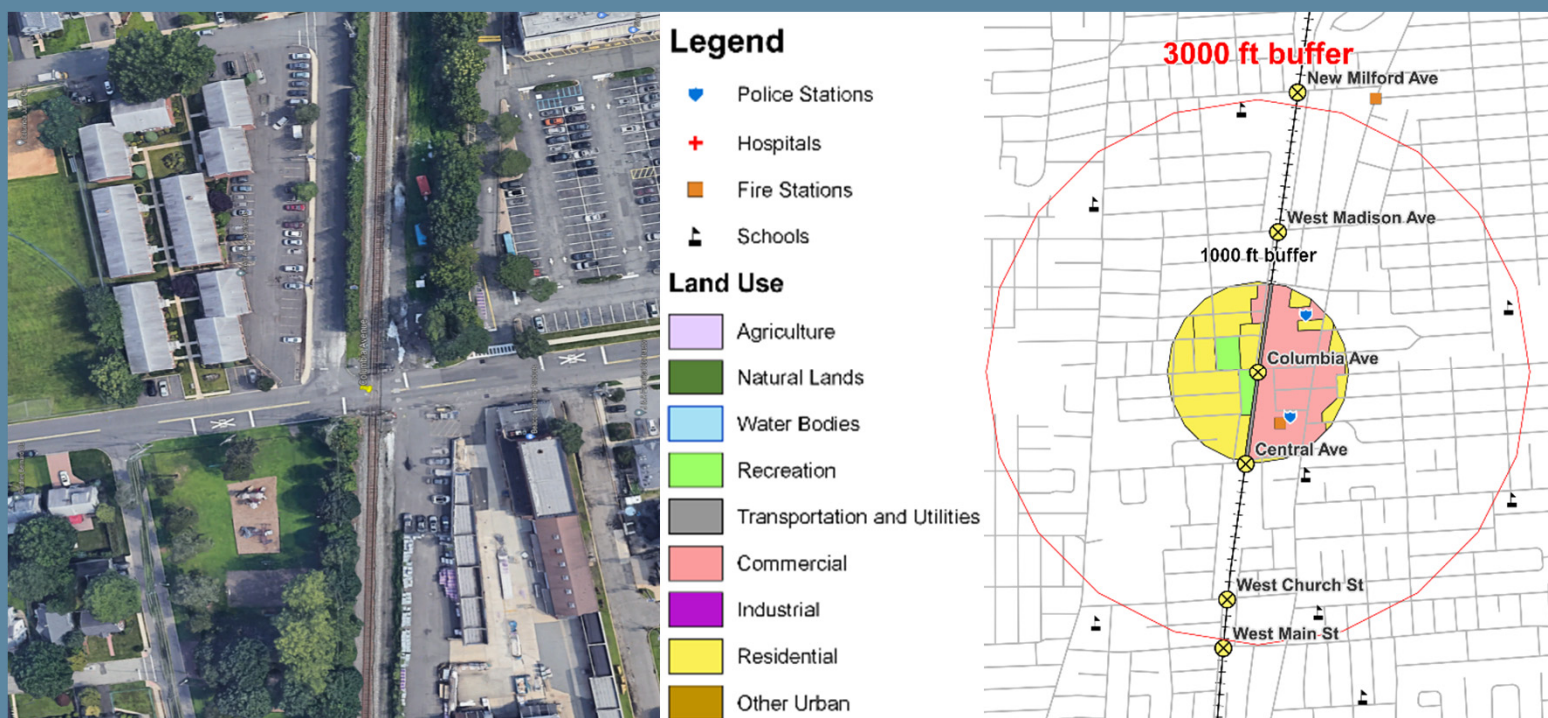 Legend
Police Stations
Hospitals
Fire Stations
Schools
Land Use
Agriculture
Natural Lands
Water Bodies
Recreation
Transportation and Utilities
Commercial
Industrial
Residential
Other Urban
3000 ft buffer
New Milford Ave
West Madison Ave
1000 ft buffer
Columbia Ave
Central Ave
West Church St
West Main St